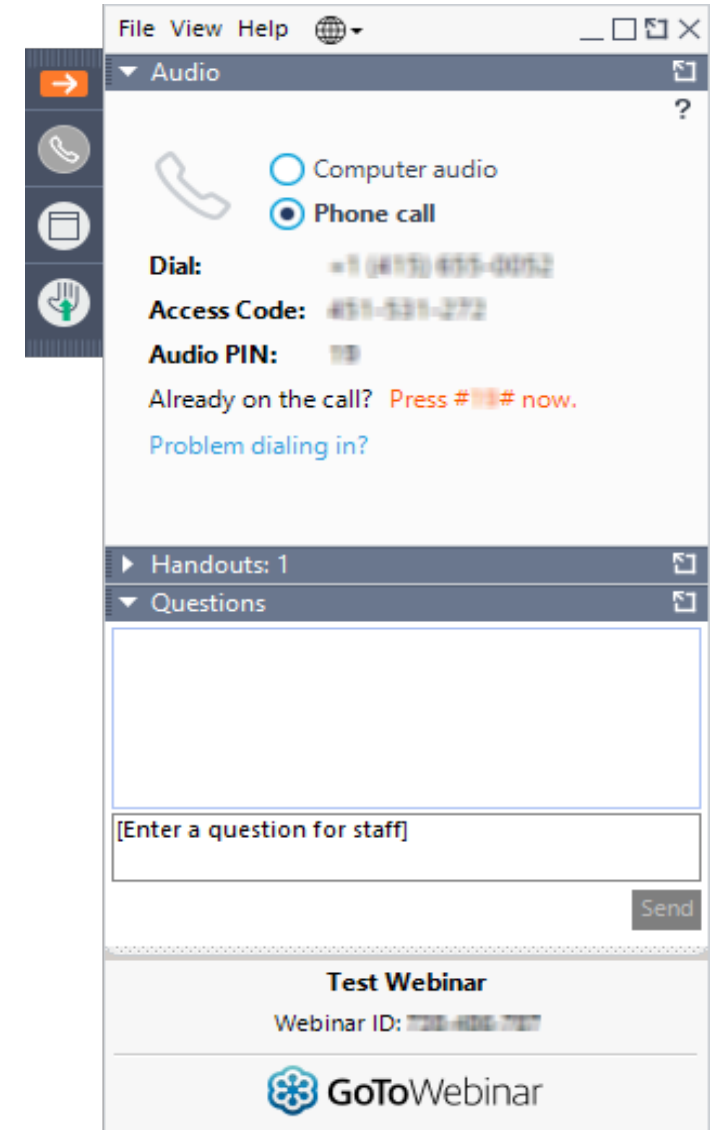 File View Help
Audio
?
Computer audio
Phone call
Dial:
Access Code:
Audio PIN:
Already on the call? Press # # now.
Problem dialing in?
Handouts: 1
Questions
[Enter a question for staff]
Send
Test Webinar
Webinar ID:
GoToWebinar